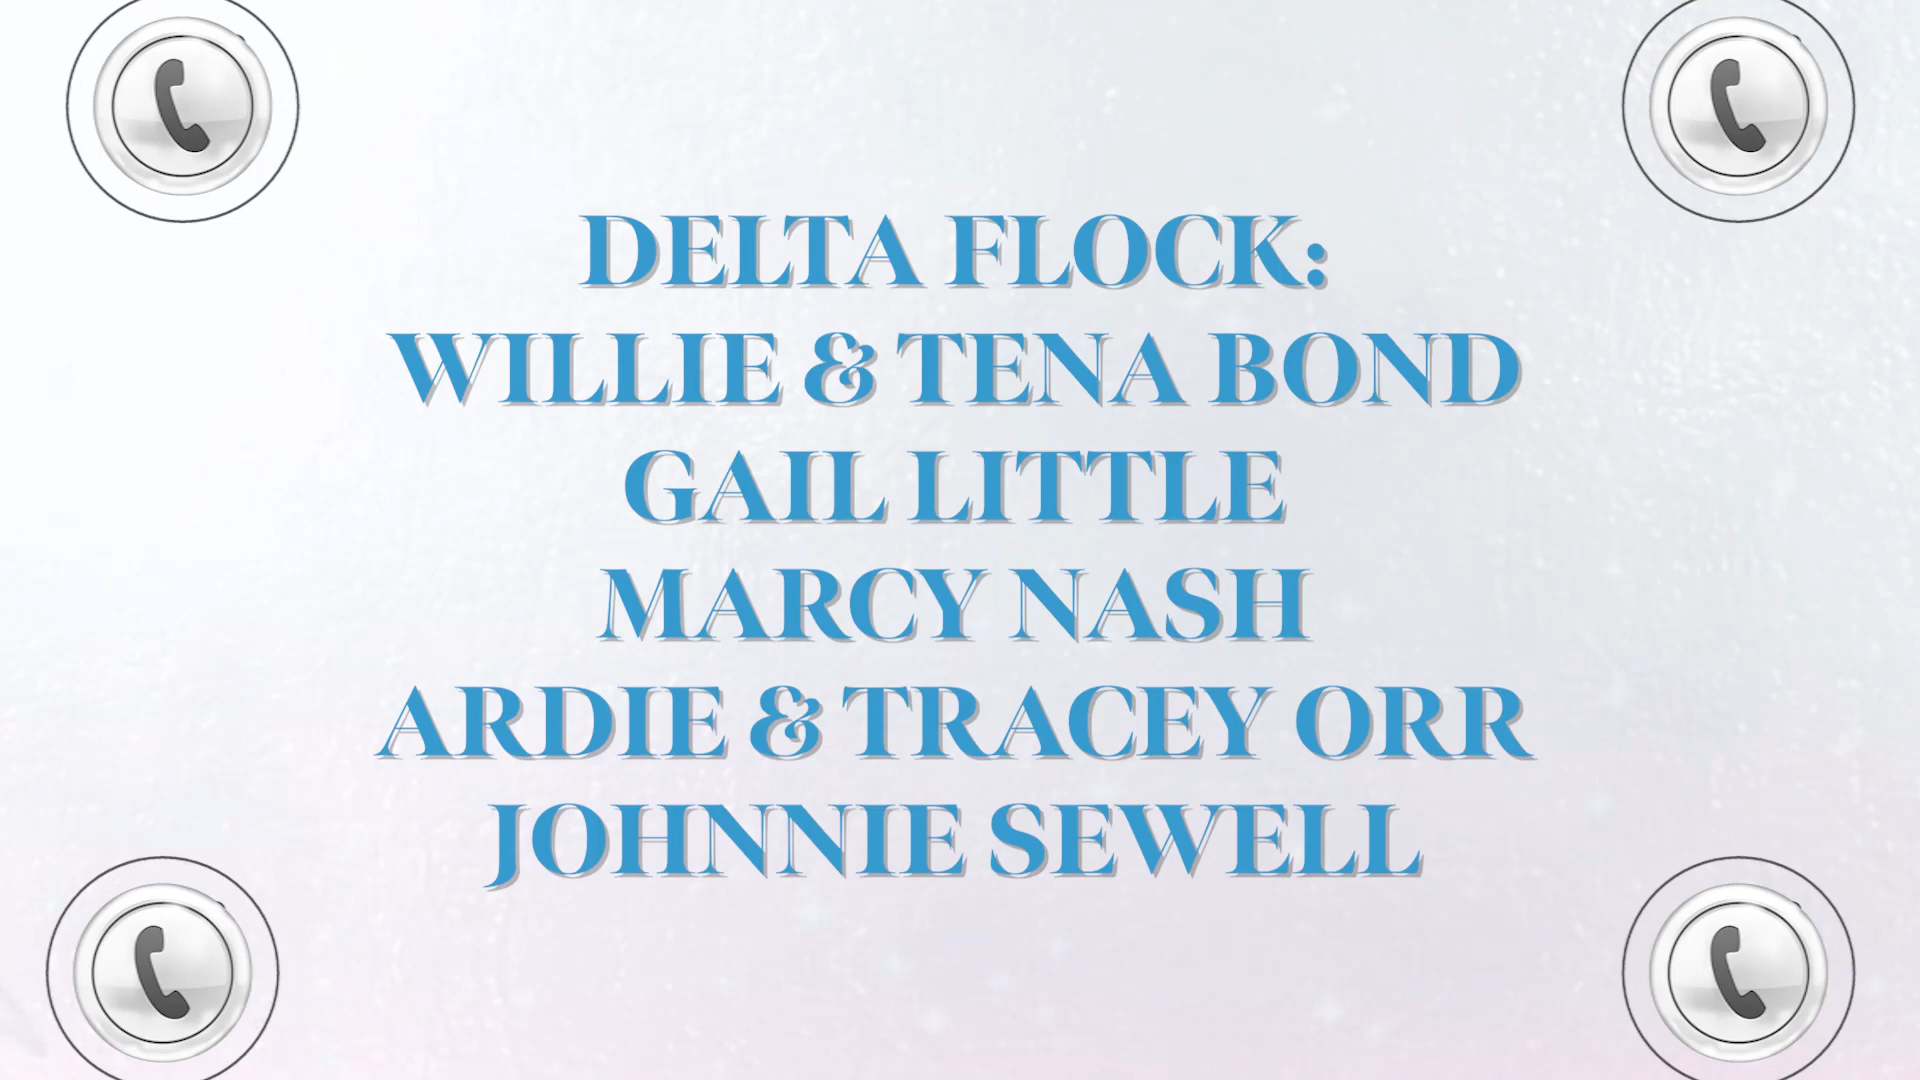 DELTA FLOCK:
WILLIE & TENA BOND
GAIL LITTLE
MARCY NASH
ARDIE & TRACEY ORR
JOHNNIE SEWELL